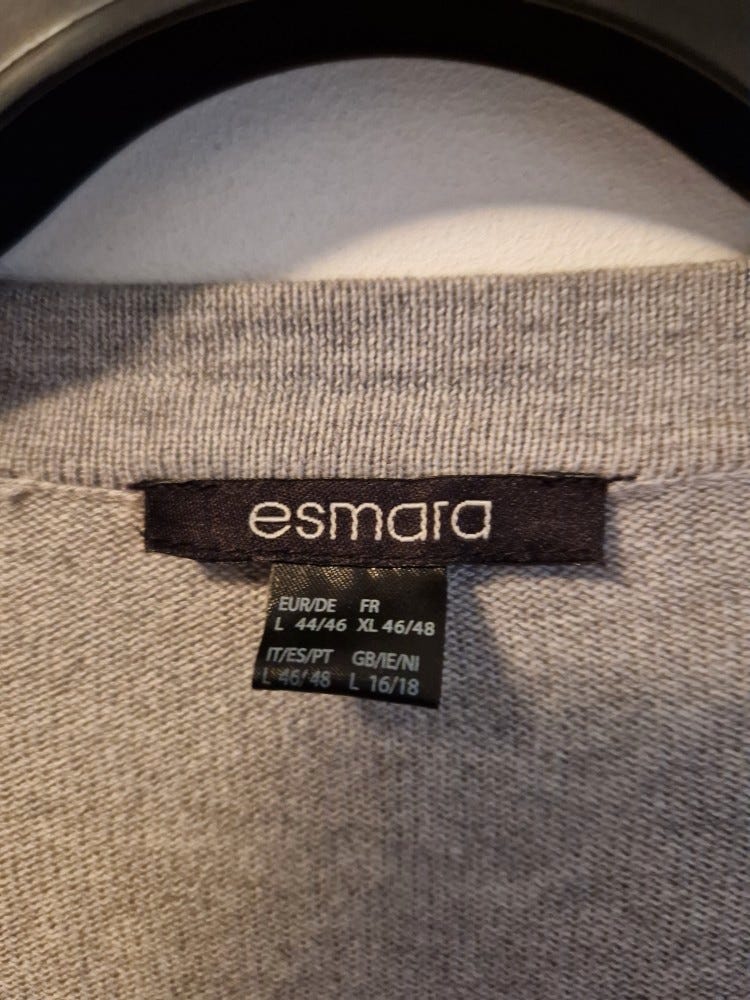 esmara
EUR/DE FR
L 44/46 XL 46/48
IT/ES/PT GB/IE/NI
L 46/48 L 16/18